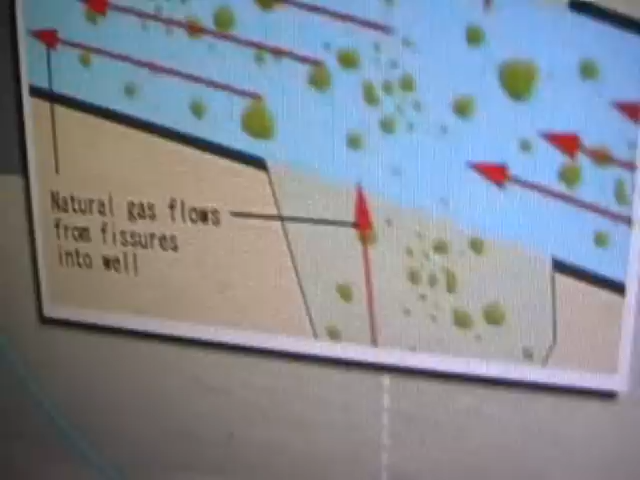 Natural gas flows
from fissures
into well